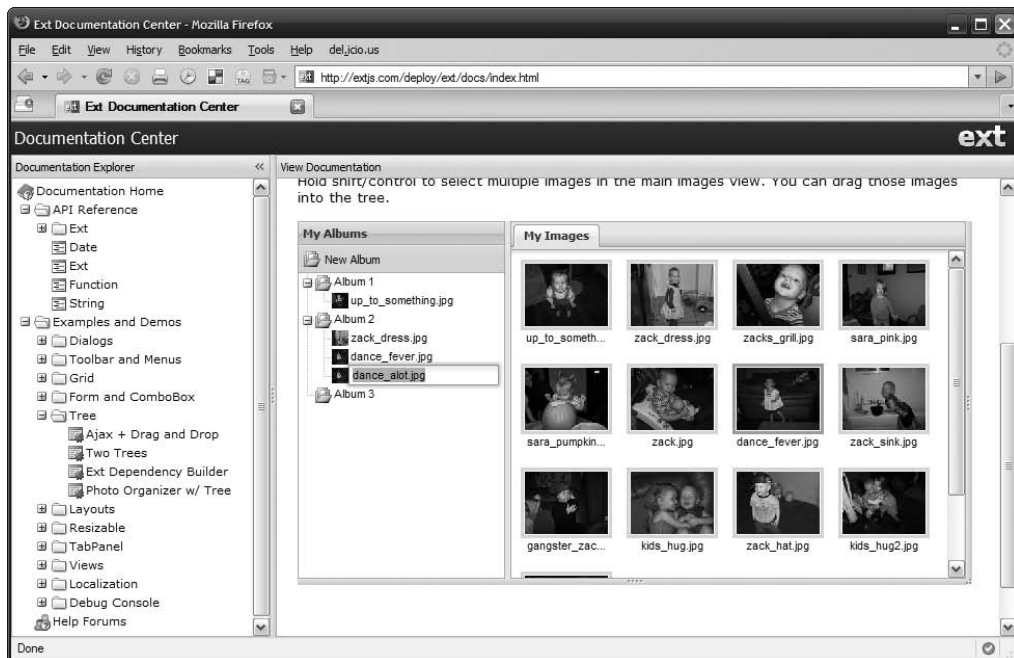 Ext Documentation Center - Mozilla Firefox
File Edit View History Bookmarks Tools Help del.icio.us
TAG
http://extjs.com/deploy/ext/docs/index.html
Ext Documentation Center
Documentation Center
ext
Documentation Explorer
Documentation Home
API Reference
Ext
Date
Ext
Function
String
Examples and Demos
Dialogs
Toolbar and Menus
Grid
Form and ComboBox
Tree
Ajax + Drag and Drop
Two Trees
Ext Dependency Builder
Photo Organizer w/ Tree
Layouts
Resizable
TabPanel
Views
Localization
Debug Console
Help Forums
View Documentation
Hold shift/control to select multiple images in the main images view. You can drag those images
into the tree.
My Albums
New Album
Album 1
up_to_something.jpg
Album 2
zack_dress.jpg
dance_fever.jpg
dance_alot.jpg
Album 3
My Images
up_to_someth... zack_dress.jpg zacks_grill.jpg sara_pink.jpg
sara_pumpkin... zack.jpg dance_fever.jpg zack_sink.jpg
gangster_zac... kids_hug.jpg zack_hat.jpg kids_hug2.jpg
Done